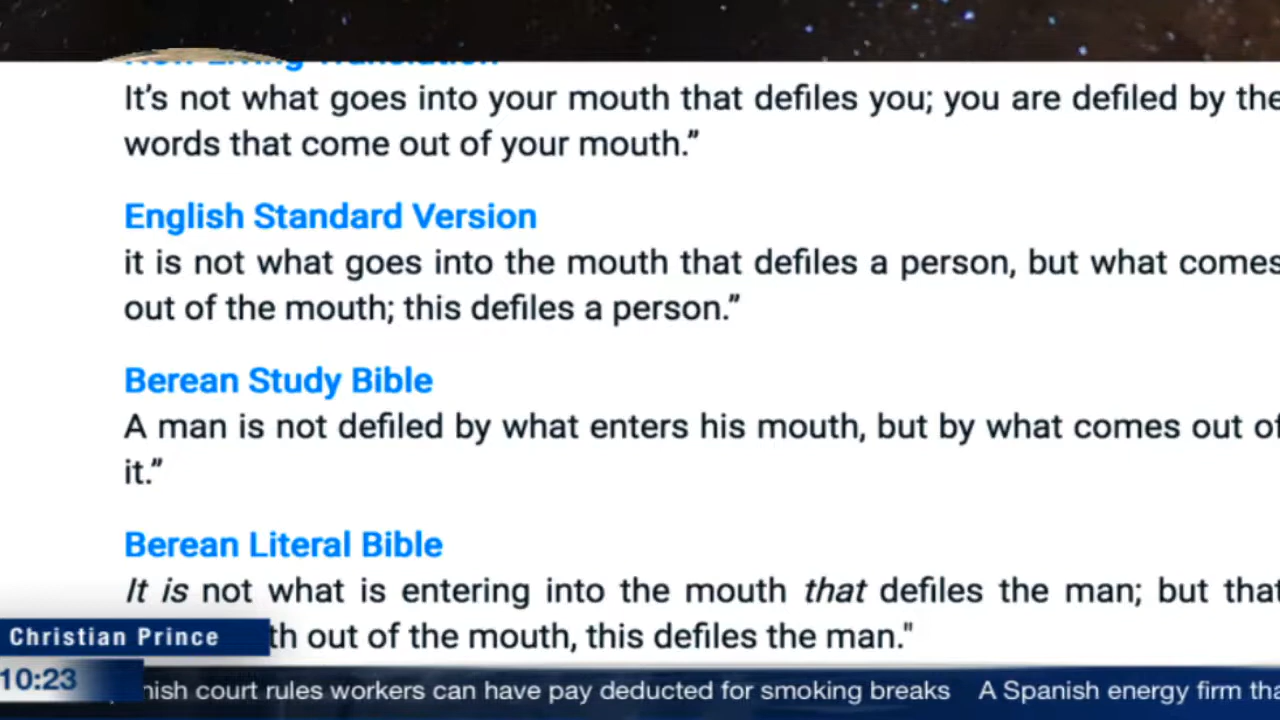 Living Translation
It's not what goes into your mouth that defiles you; you are defiled by the
words that come out of your mouth.”
English Standard Version
it is not what goes into the mouth that defiles a person, but what comes
out of the mouth; this defiles a person.”
Berean Study Bible
A man is not defiled by what enters his mouth, but by what comes out of
it.”
Berean Literal Bible
It is not what is entering into the mouth that defiles the man; but that
th out of the mouth, this defiles the man."
Christian Prince
10:23
nish court rules workers can have pay deducted for smoking breaks A Spanish energy firm tha